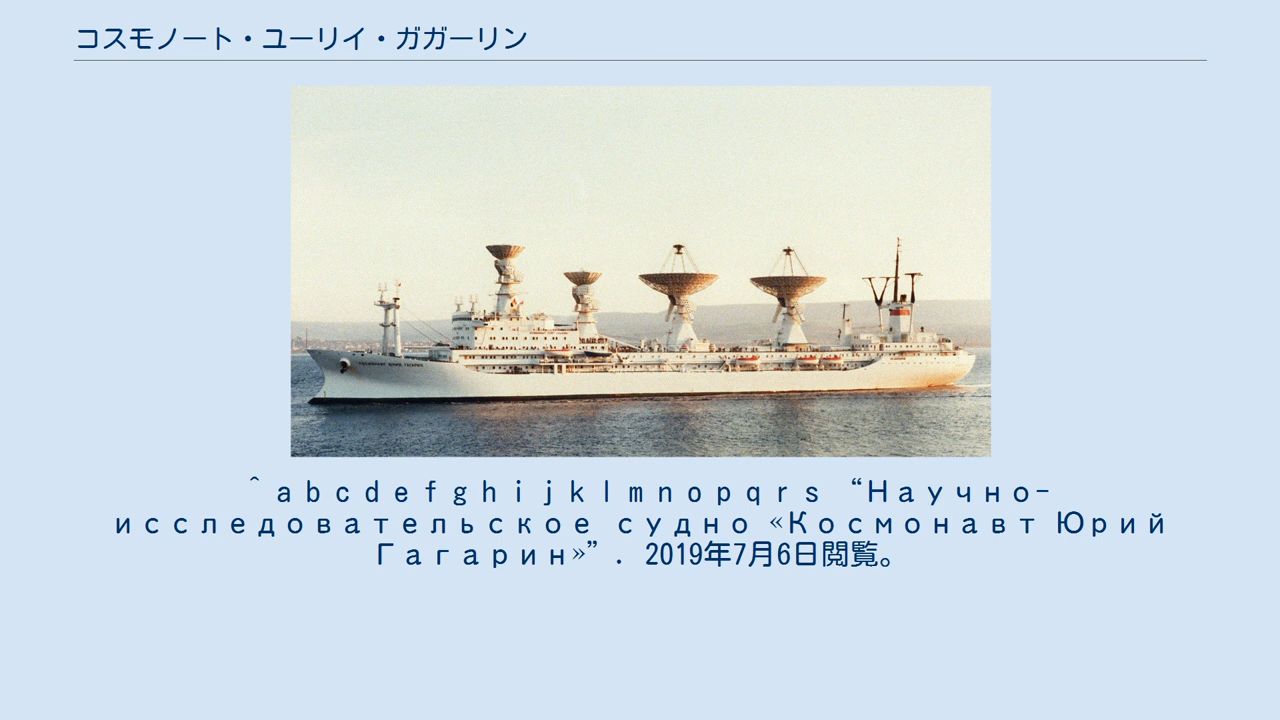 コスモノート・ユーリイ・ガガーリン
^ a b c d e f g h i j k l m n o p q r s “Научно-
исследовательское судно «Космонавт Юрий
Гагарин»”. 2019年7月6日閲覧。